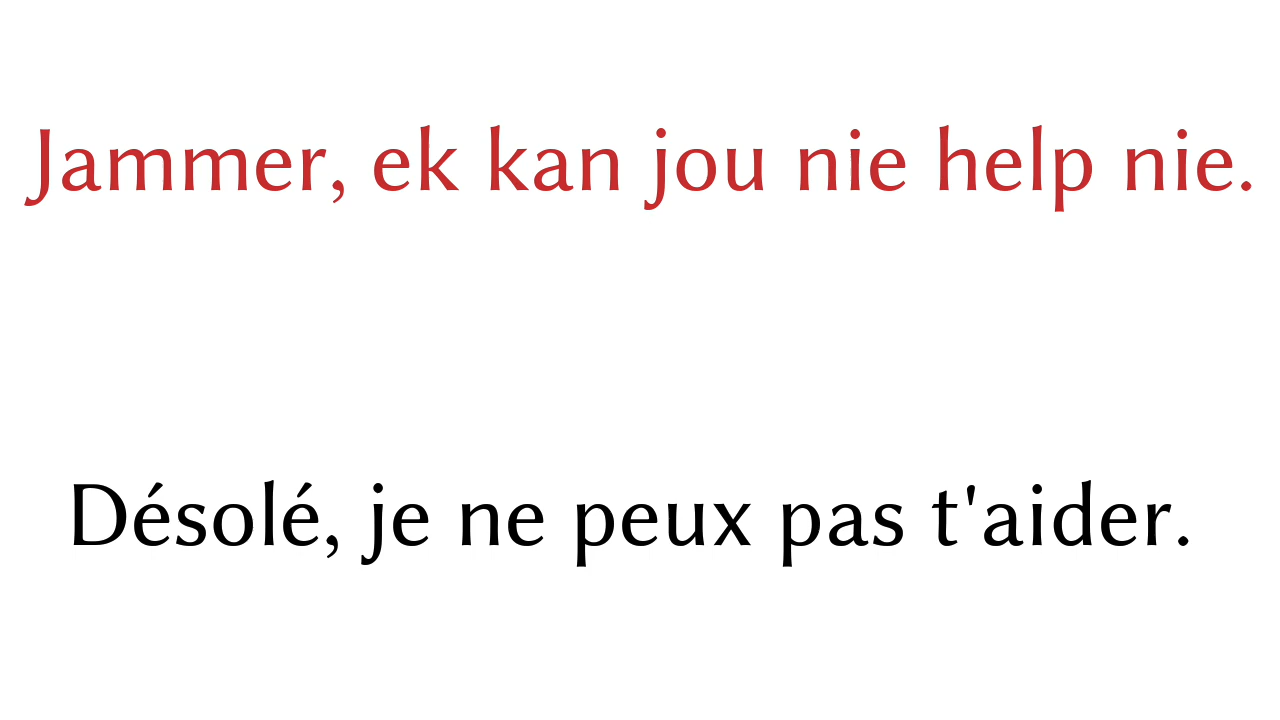 Jammer, ek kan jou nie help nie.
Désolé, je ne peux pas t'aider.